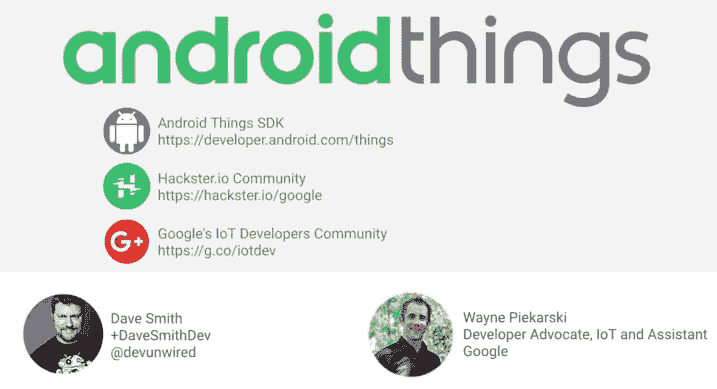 androidthings
Android Things SDK
https://developer.android.com/things
Hackster.io Community
https://hackster.io/google
G+
Google's IoT Developers Community
https://g.co/iotdev
Dave Smith
+DaveSmithDev
@devunwired
Wayne Piekarski
Developer Advocate, IoT and Assistant
Google